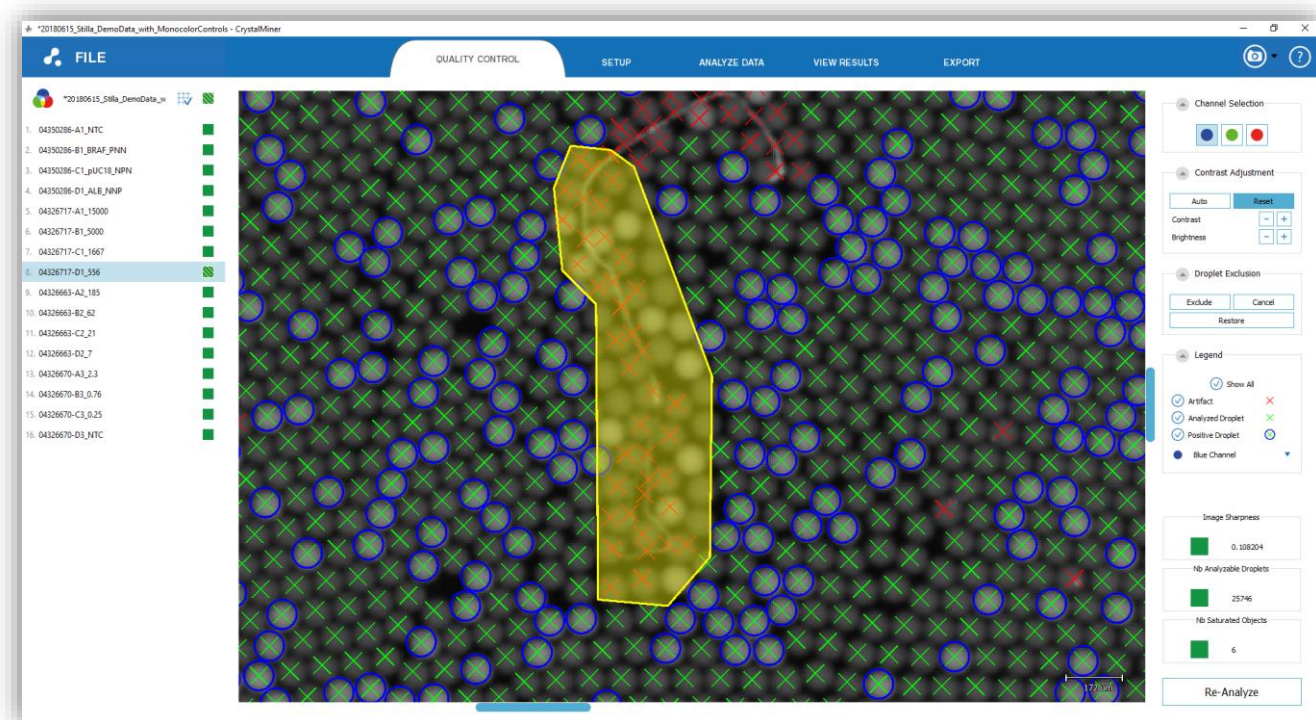 *20180615_Stilla_DemoData_with_MonocolorControls - CrystalMiner
FILE
QUALITY CONTROL
SETUP
ANALYZE DATA
VIEW RESULTS
EXPORT
?
*20180615_Stilla_DemoData_w
1. 04350286-A1_NTC
2. 04350286-B1_BRAF_PNN
3. 04350286-C1_pUC18_NPN
4. 04350286-D1_ALB_NNP
5. 04326717-A1_15000
6. 04326717-B1_5000
7. 04326717-C1_1667
8. 04326717-D1_556
9. 04326663-A2_185
10. 04326663-B2_62
11. 04326663-C2_21
12. 04326663-D2_7
13. 04326670-A3_2.3
14. 04326670-B3_0.76
15. 04326670-C3_0.25
16. 04326670-D3_NTC
Channel Selection
Contrast Adjustment
Auto
Reset
Contrast - +
Brightness - +
Droplet Exclusion
Exclude
Cancel
Restore
Legend
Show All
Artifact
Analyzed Droplet
Positive Droplet
Blue Channel
Image Sharpness
0.108204
Nb Analyzable Droplets
25746
Nb Saturated Objects
6
Re-Analyze